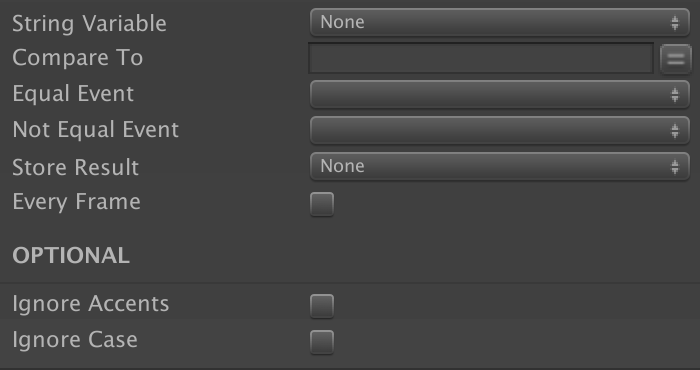 String Variable None
Compare To
Equal Event
Not Equal Event
Store Result None
Every Frame
OPTIONAL
Ignore Accents
Ignore Case